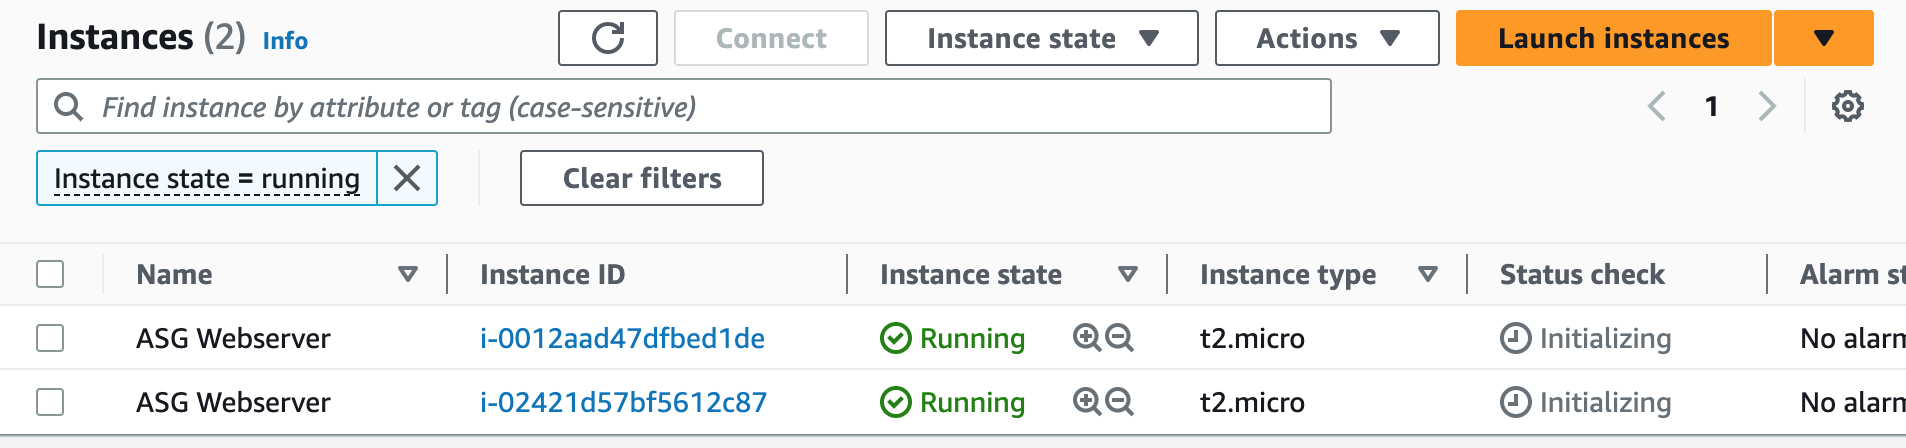 Instances (2) Info Connect Instance state Actions Launch instances
Find instance by attribute or tag (case-sensitive) 1
Instance state = running Clear filters
Name Instance ID Instance state Instance type Status check Alarm st
ASG Webserver i-0012aad47dfbed1de Running t2.micro Initializing No alarm
ASG Webserver i-02421d57bf5612c87 Running t2.micro Initializing No alarm